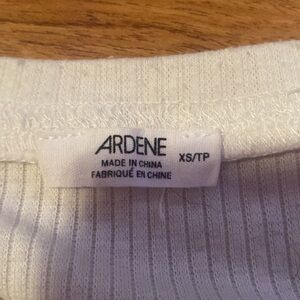 ARDENE
MADE IN CHINA
FABRIQUÉ EN CHINE
XS/TP